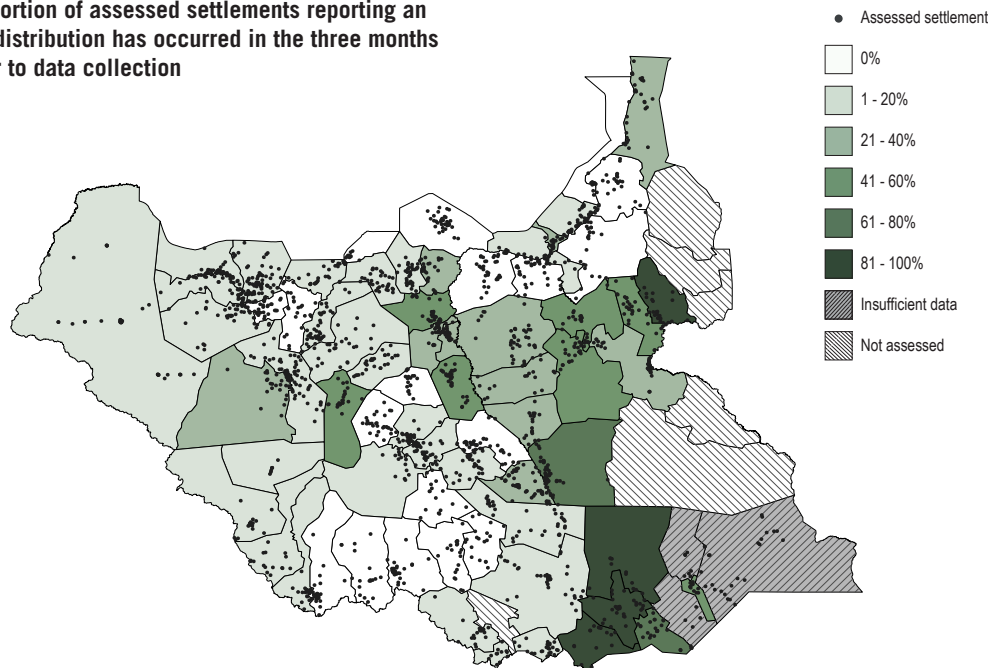 ortion of assessed settlements reporting an
distribution has occurred in the three months
to data collection
Assessed settlement
0%
1 - 20%
21 - 40%
41 - 60%
61 - 80%
81 - 100%
Insufficient data
Not assessed